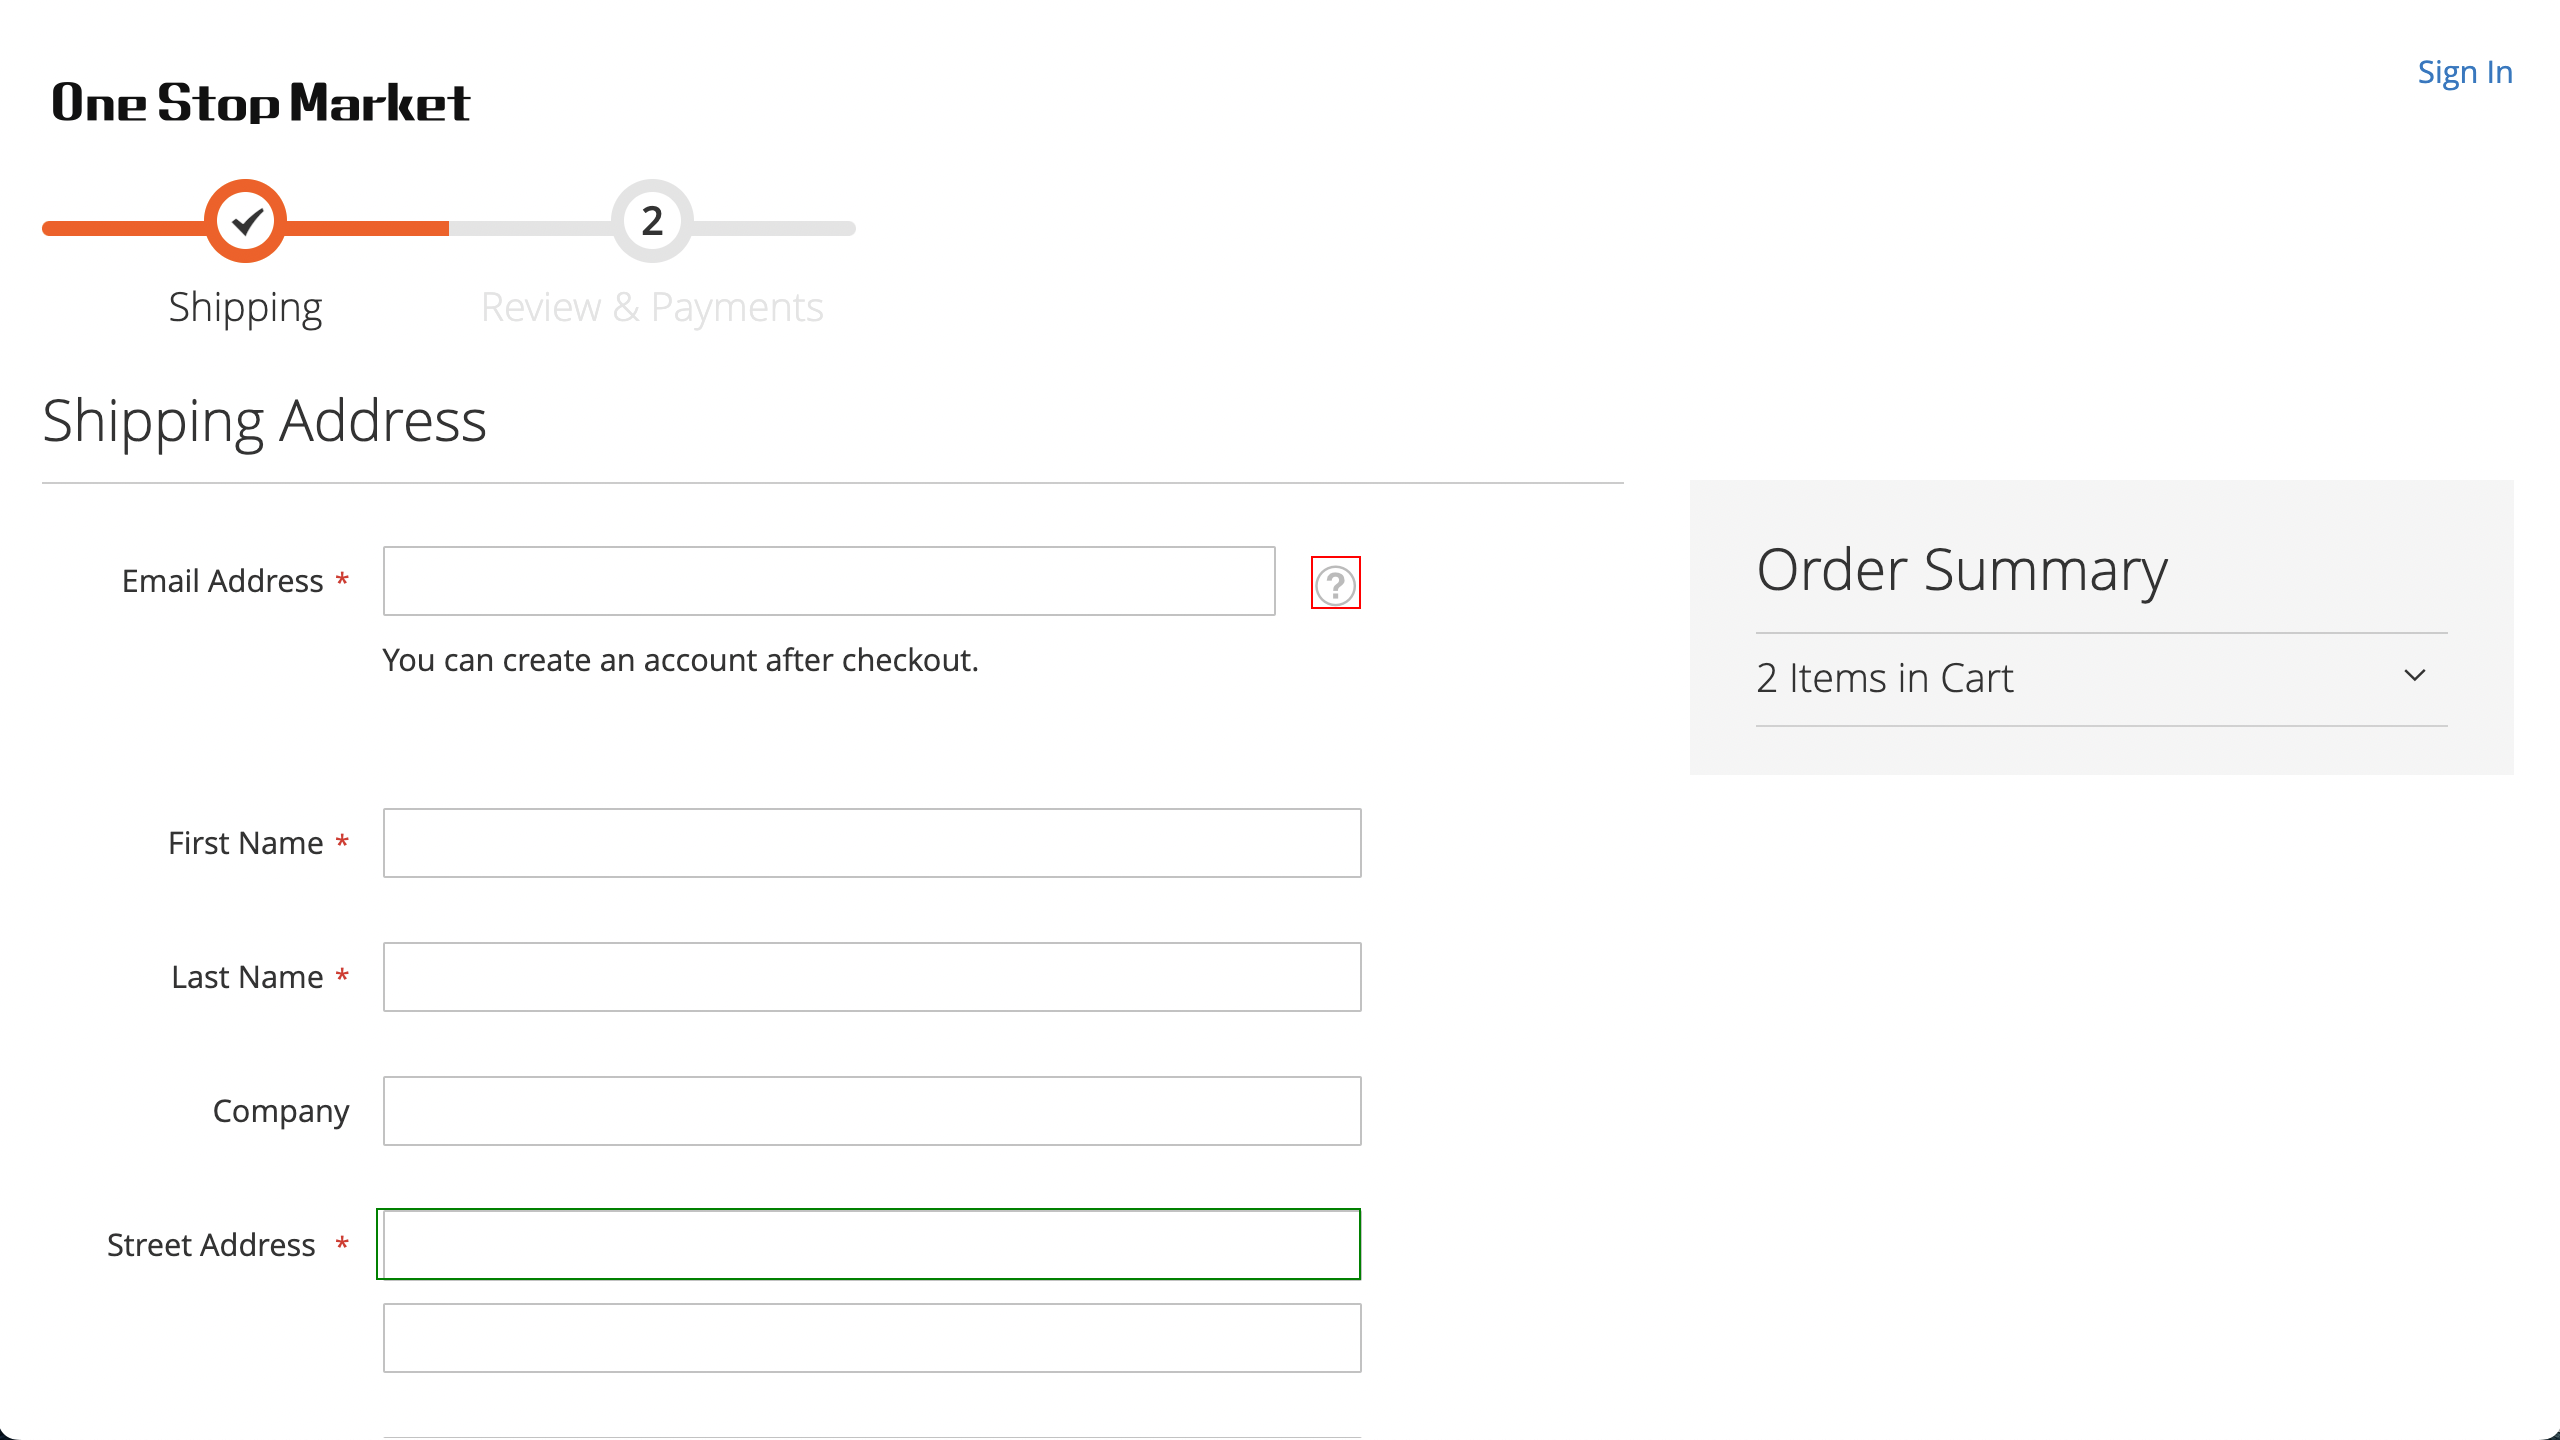 Sign In
One Stop Market
2
Shipping
Review & Payments
Shipping Address
Email Address *
?
You can create an account after checkout.
First Name *
Last Name *
Company
Street Address *
Order Summary
2 Items in Cart